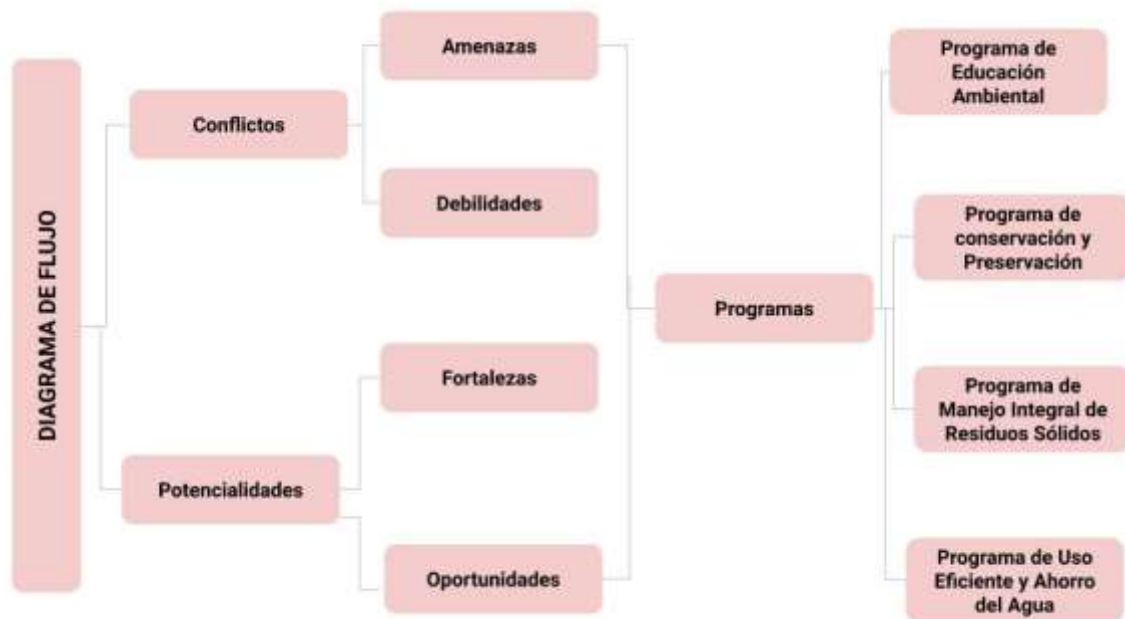 DIAGRAMA DE FLUJO
Conflictos
Potencialidades
Amenazas
Debilidades
Fortalezas
Oportunidades
Programas
Programa de
Educación
Ambiental
Programa de
conservación y
Preservación
Programa de
Manejo Integral de
Residuos Sólidos
Programa de Uso
Eficiente y Ahorro
del Agua